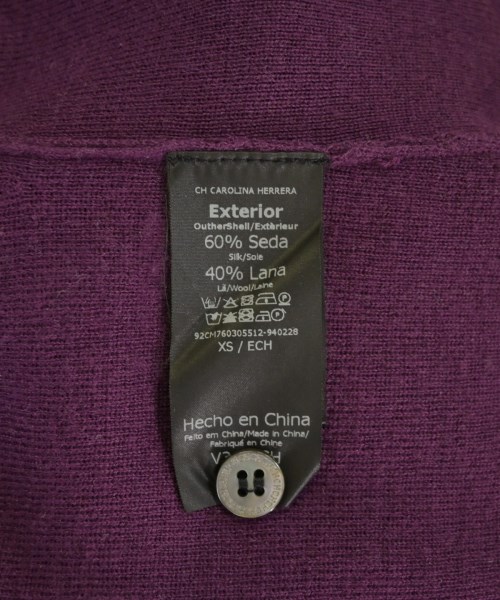 CH CAROLINA HERRERA
Exterior
OutherShell/Extérieur
60% Seda
Silk/Soie
40% Lana
Lã/Wool/Laine
92CM760305512-940228
XS / ECH
Hecho en China
Feito em China/Made in China/
Fabriqué en Chine